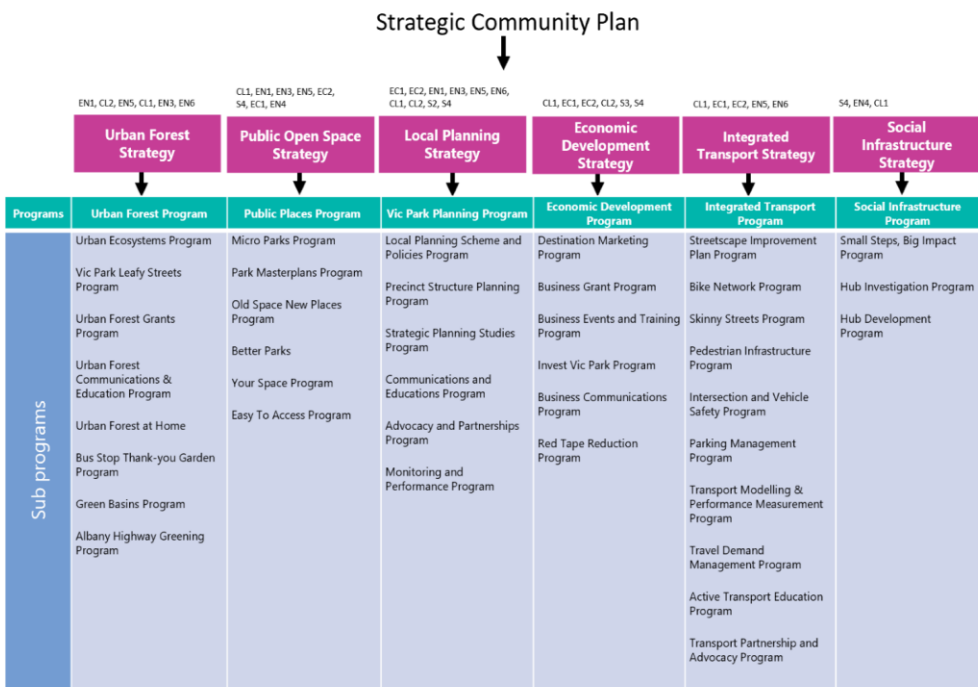 Strategic Community Plan
EN1, CL2, EN5, CL1, EN3, EN6
CL1, EN1, EN3, EN5, EC2,
S4, EC1, EN4
EC1, EC2, EN1, EN3, EN5, EN6,
CL1, CL2, S2, S4
CL1, EC1, EC2, CL2, S3, S4
CL1, EC1, EC2, EN5, EN6
S4, EN4, CL1
Urban Forest
Strategy
Public Open Space
Strategy
Local Planning
Strategy
Economic
Development
Strategy
Integrated
Transport Strategy
Social
Infrastructure
Strategy
Programs
Urban Forest Program
Public Places Program
Vic Park Planning Program
Economic Development
Program
Integrated Transport
Program
Social Infrastructure
Program
Sub programs
Urban Ecosystems Program
Vic Park Leafy Streets
Program
Urban Forest Grants
Program
Urban Forest
Communications &
Education Program
Urban Forest at Home
Bus Stop Thank-you Garden
Program
Green Basins Program
Albany Highway Greening
Program
Micro Parks Program
Park Masterplans Program
Old Space New Places
Program
Better Parks
Your Space Program
Easy To Access Program
Local Planning Scheme and
Policies Program
Precinct Structure Planning
Program
Strategic Planning Studies
Program
Communications and
Educations Program
Advocacy and Partnerships
Program
Monitoring and
Performance Program
Destination Marketing
Program
Business Grant Program
Business Events and Training
Program
Invest Vic Park Program
Business Communications
Program
Red Tape Reduction
Program
Streetscape Improvement
Plan Program
Bike Network Program
Skinny Streets Program
Pedestrian Infrastructure
Program
Intersection and Vehicle
Safety Program
Parking Management
Program
Transport Modelling &
Performance Measurement
Program
Travel Demand
Management Program
Active Transport Education
Program
Transport Partnership and
Advocacy Program
Small Steps, Big Impact
Program
Hub Investigation Program
Hub Development
Program